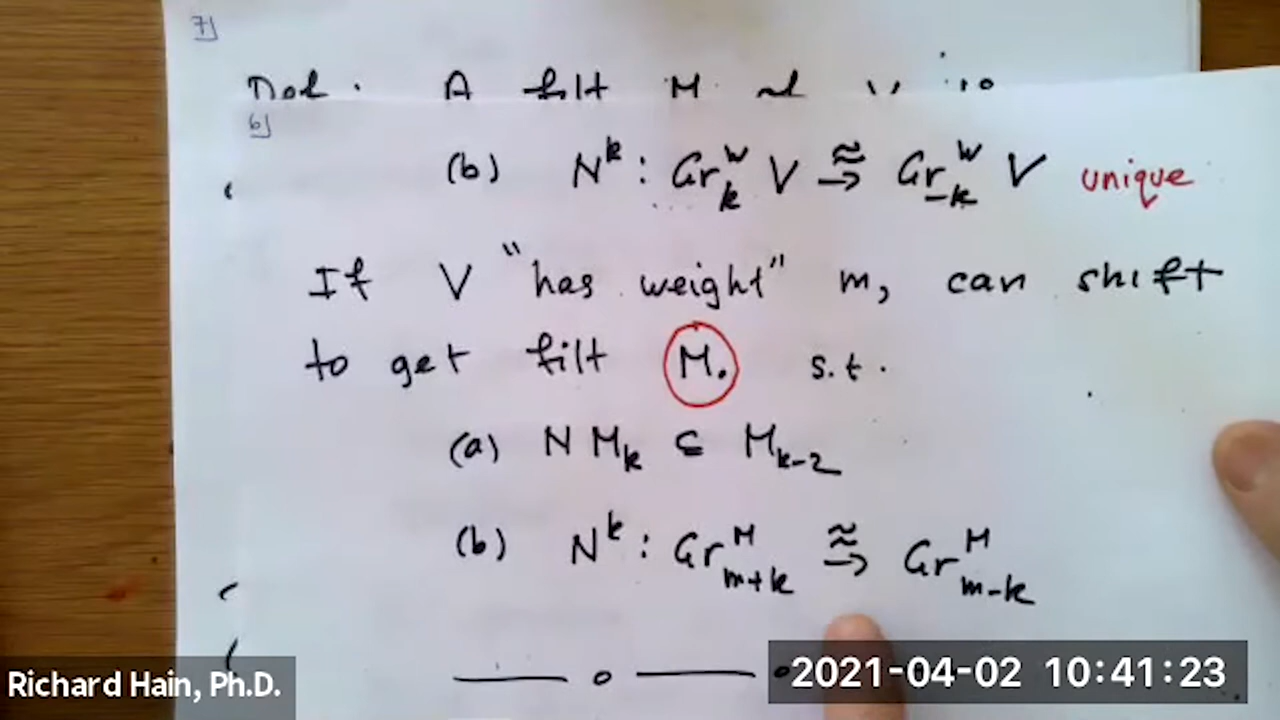 7)
A filt M.
6)
(b) N^k : Gr^W_k V ≈→ Gr^W_{-k} V unique
If V "has weight" m, can shift
to get filt M. s.t.
(a) N M_k ⊆ M_{k-2}
(b) N^k : Gr^M_{m+k} ≈→ Gr^M_{m-k}
Richard Hain, Ph.D.
2021-04-02 10:41:23